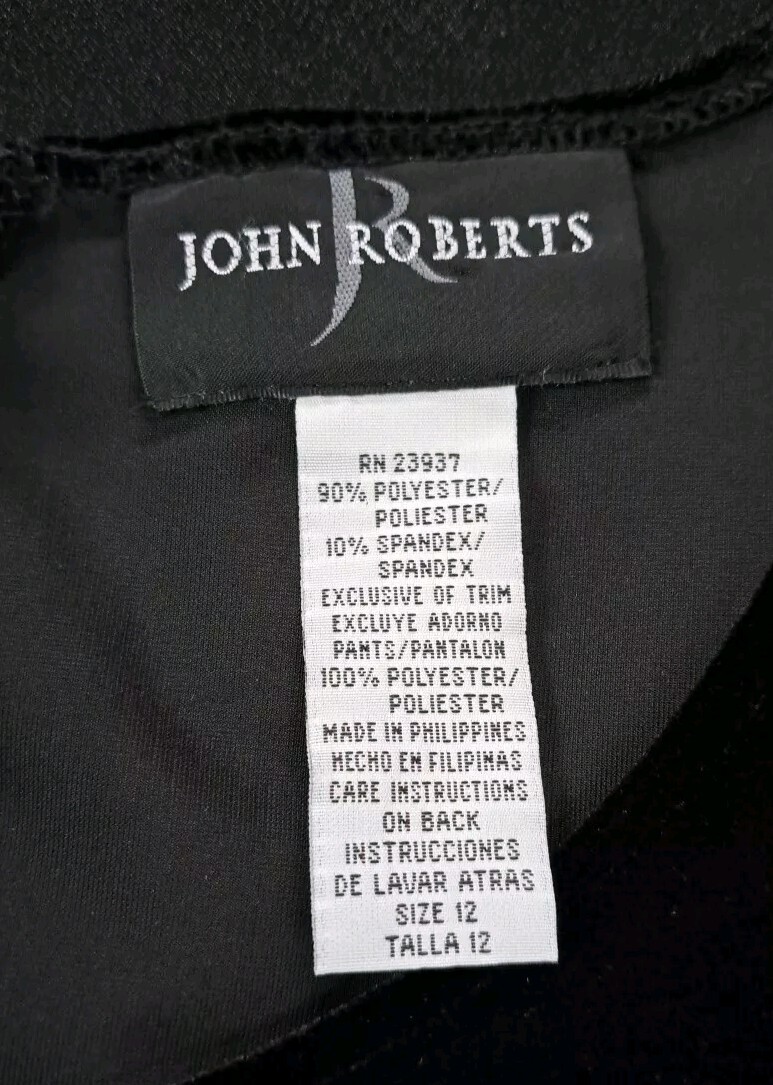 JOHN ROBERTS
RN 23937
90% POLYESTER/
POLIESTER
10% SPANDEX/
SPANDEX
EXCLUSIVE OF TRIM
EXCLUYE ADORNO
PANTS/PANTALON
100% POLYESTER/
POLIESTER
MADE IN PHILIPPINES
HECHO EN FILIPINAS
CARE INSTRUCTIONS
ON BACK
INSTRUCCIONES
DE LAVAR ATRAS
SIZE 12
TALLA 12